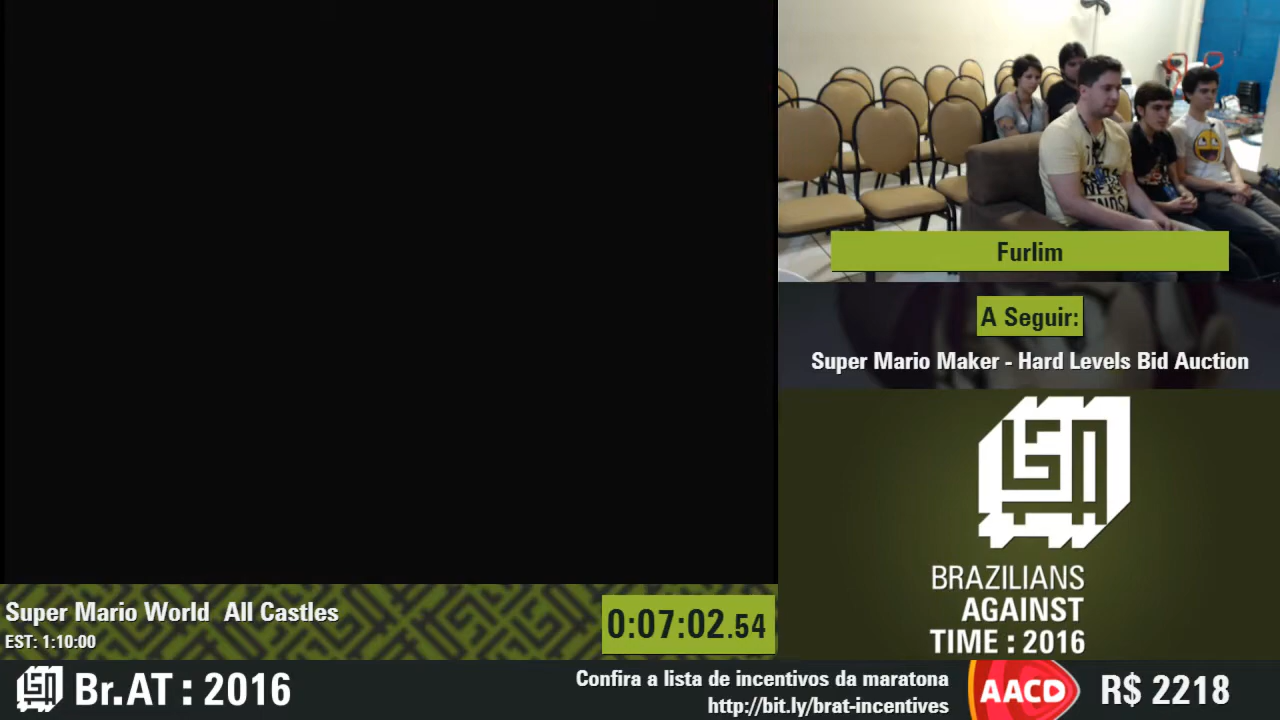 Furlim
A Seguir:
Super Mario Maker - Hard Levels Bid Auction
BRAZILIANS
AGAINST
TIME : 2016
Super Mario World All Castles
EST: 1:10:00
0:07:02.54
Br.AT : 2016
Confira a lista de incentivos da maratona
http://bit.ly/brat-incentives
AACD
R$ 2218